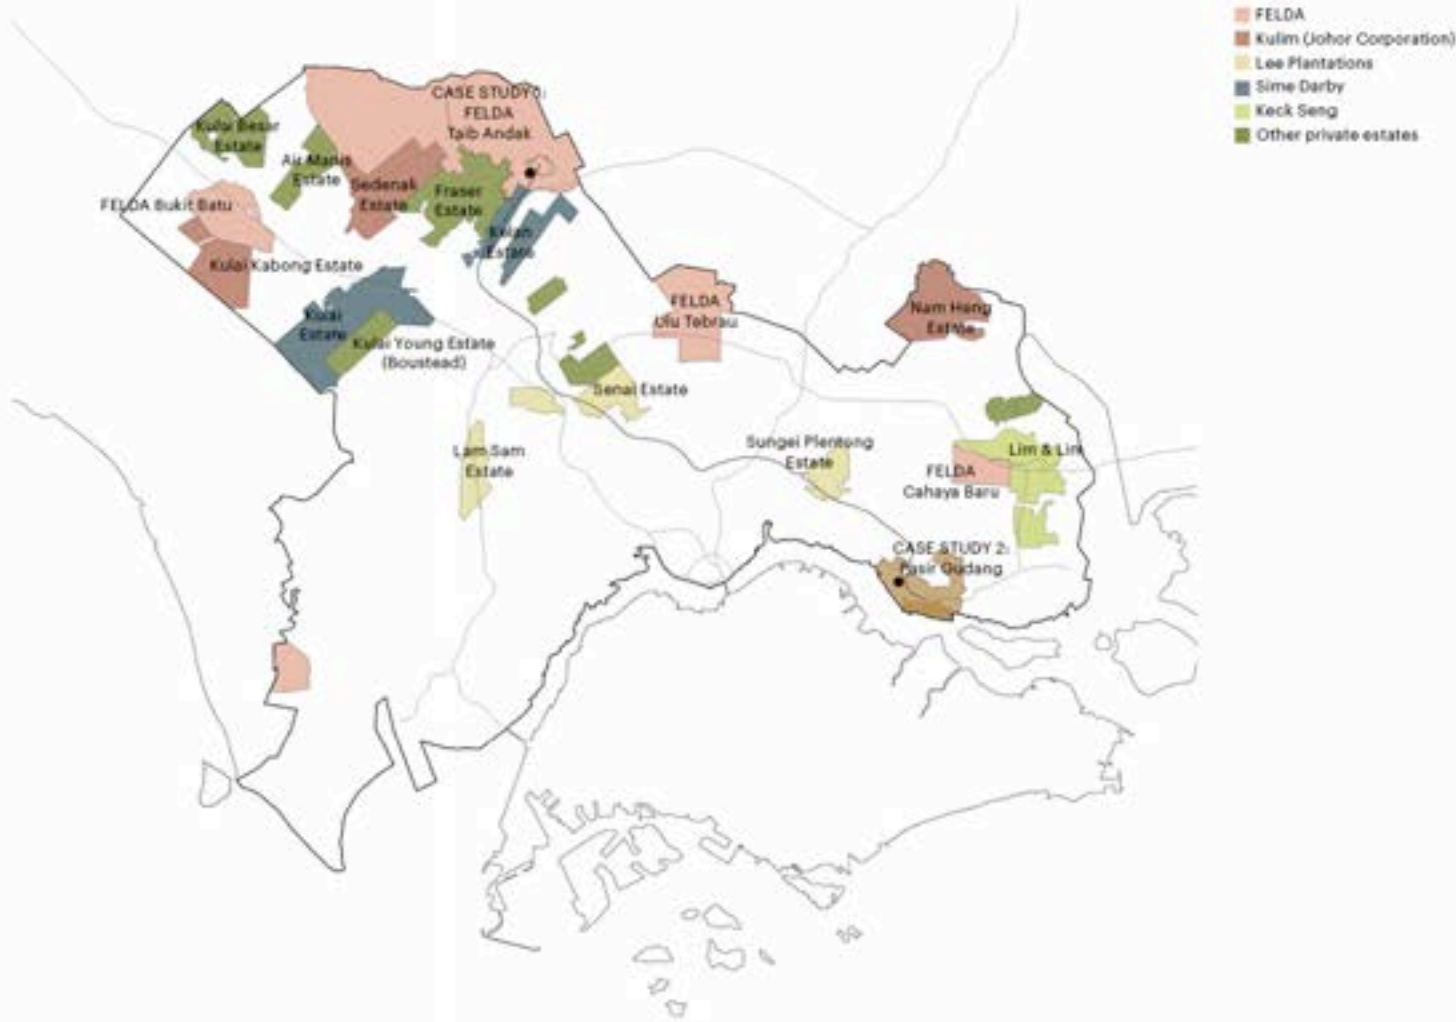 FELDA
Kulim (Johor Corporation)
Lee Plantations
Sime Darby
Keck Seng
Other private estates
CASE STUDY 1:
FELDA
Taib Andak
Kulai Besar
Estate
Air Manis
Estate
Sedenak
Estate
Fraser
Estate
FELDA Bukit Batu
Kelan
Estate
Kulai Kabong Estate
Kulai
Estate
Kulai Young Estate
(Boustead)
FELDA
Ulu Tebrau
Nam Heng
Estate
Senai Estate
Lam Sam
Estate
Sungei Plentong
Estate
Lim & Lim
FELDA
Cahaya Baru
CASE STUDY 2:
Pasir Gudang